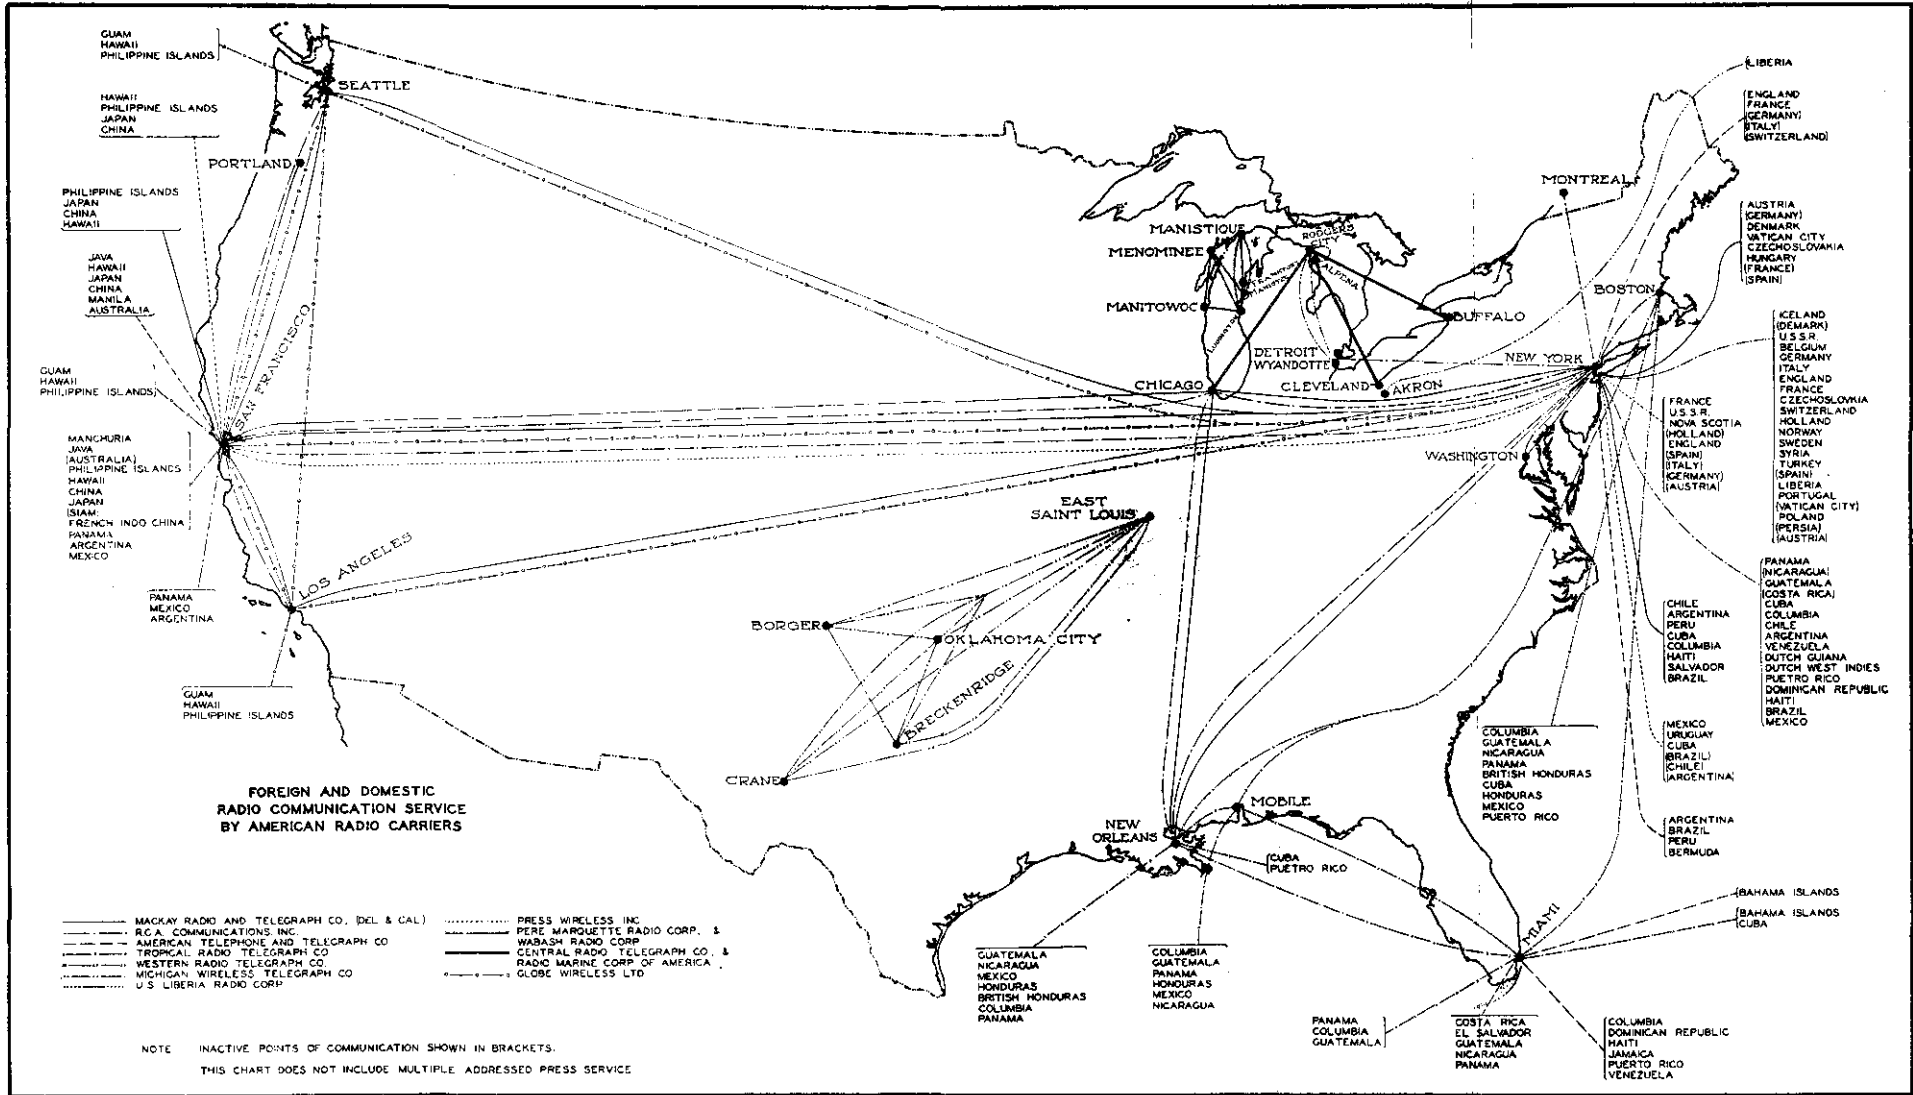 GUAM
HAWAII
PHILIPPINE ISLANDS
SEATTLE
HAWAII
PHILIPPINE ISLANDS
JAPAN
CHINA
PORTLAND
PHILIPPINE ISLANDS
JAPAN
CHINA
HAWAII
JAVA
HAWAII
JAPAN
CHINA
MANILA
AUSTRALIA
SAN FRANCISCO
GUAM
HAWAII
PHILIPPINE ISLANDS
MANCHURIA
JAVA
(AUSTRALIA)
PHILIPPINE ISLANDS
HAWAII
CHINA
JAPAN
(SIAM)
FRENCH INDO CHINA
PANAMA
ARGENTINA
MEXICO
LOS ANGELES
PANAMA
MEXICO
ARGENTINA
GUAM
HAWAII
PHILIPPINE ISLANDS
MANISTIQUE
MENOMINEE
MANITOWOC
FRANKFORT
MANISTEE
LUDINGTON
RODGERS
CITY
ALPENA
DETROIT
WYANDOTTE
CHICAGO
CLEVELAND
AKRON
BUFFALO
MONTREAL
BOSTON
NEW YORK
WASHINGTON
EAST
SAINT LOUIS
BORGER
OKLAHOMA CITY
BRECKENRIDGE
CRANE
NEW
ORLEANS
MOBILE
MIAMI
LIBERIA
ENGLAND
FRANCE
(GERMANY)
(ITALY)
(SWITZERLAND)
AUSTRIA
(GERMANY)
DENMARK
VATICAN CITY
CZECHOSLOVAKIA
HUNGARY
(FRANCE)
(SPAIN)
ICELAND
(DEMARK)
U.S.S.R.
BELGIUM
GERMANY
ITALY
ENGLAND
FRANCE
CZECHOSLOVKIA
SWITZERLAND
HOLLAND
NORWAY
SWEDEN
SYRIA
TURKEY
(SPAIN)
LIBERIA
PORTUGAL
(VATICAN CITY)
POLAND
(PERSIA)
(AUSTRIA)
FRANCE
U.S.S.R.
NOVA SCOTIA
(HOLLAND)
ENGLAND
(SPAIN)
(ITALY)
(GERMANY)
(AUSTRIA)
PANAMA
(NICARAGUA)
GUATEMALA
(COSTA RICA)
CUBA
COLUMBIA
CHILE
ARGENTINA
VENEZUELA
DUTCH GUIANA
DUTCH WEST INDIES
PUETRO RICO
DOMINICAN REPUBLIC
HAITI
BRAZIL
MEXICO
CHILE
ARGENTINA
PERU
CUBA
COLUMBIA
HAITI
SALVADOR
BRAZIL
MEXICO
URUGUAY
CUBA
(BRAZIL)
(CHILE)
(ARGENTINA)
COLUMBIA
GUATEMALA
NICARAGUA
PANAMA
BRITISH HONDURAS
CUBA
HONDURAS
MEXICO
PUERTO RICO
ARGENTINA
BRAZIL
PERU
BERMUDA
CUBA
PUETRO RICO
BAHAMA ISLANDS
BAHAMA ISLANDS
CUBA
GUATEMALA
NICARAGUA
MEXICO
HONDURAS
BRITISH HONDURAS
COLUMBIA
PANAMA
COLUMBIA
GUATEMALA
PANAMA
HONOURAS
MEXICO
NICARAGUA
PANAMA
COLUMBIA
GUATEMALA
COSTA RICA
EL SALVADOR
GUATEMALA
NICARAGUA
PANAMA
COLUMBIA
DOMINICAN REPUBLIC
HAITI
JAMAICA
PUERTO RICO
VENEZUELA
FOREIGN AND DOMESTIC
RADIO COMMUNICATION SERVICE
BY AMERICAN RADIO CARRIERS
MACKAY RADIO AND TELEGRAPH CO. (DEL & CAL)
R.C.A. COMMUNICATIONS. INC.
AMERICAN TELEPHONE AND TELEGRAPH CO
TROPICAL RADIO TELEGRAPH CO
WESTERN RADIO TELEGRAPH CO.
MICHIGAN WIRELESS TELEGRAPH CO
U.S. LIBERIA RADIO CORP
PRESS WIRELESS INC
PERE MARQUETTE RADIO CORP. &
WABASH RADIO CORP
CENTRAL RADIO TELEGRAPH CO. &
RADIO MARINE CORP OF AMERICA
GLOBE WIRELESS LTD
NOTE INACTIVE POINTS OF COMMUNICATION SHOWN IN BRACKETS.
THIS CHART DOES NOT INCLUDE MULTIPLE ADDRESSED PRESS SERVICE